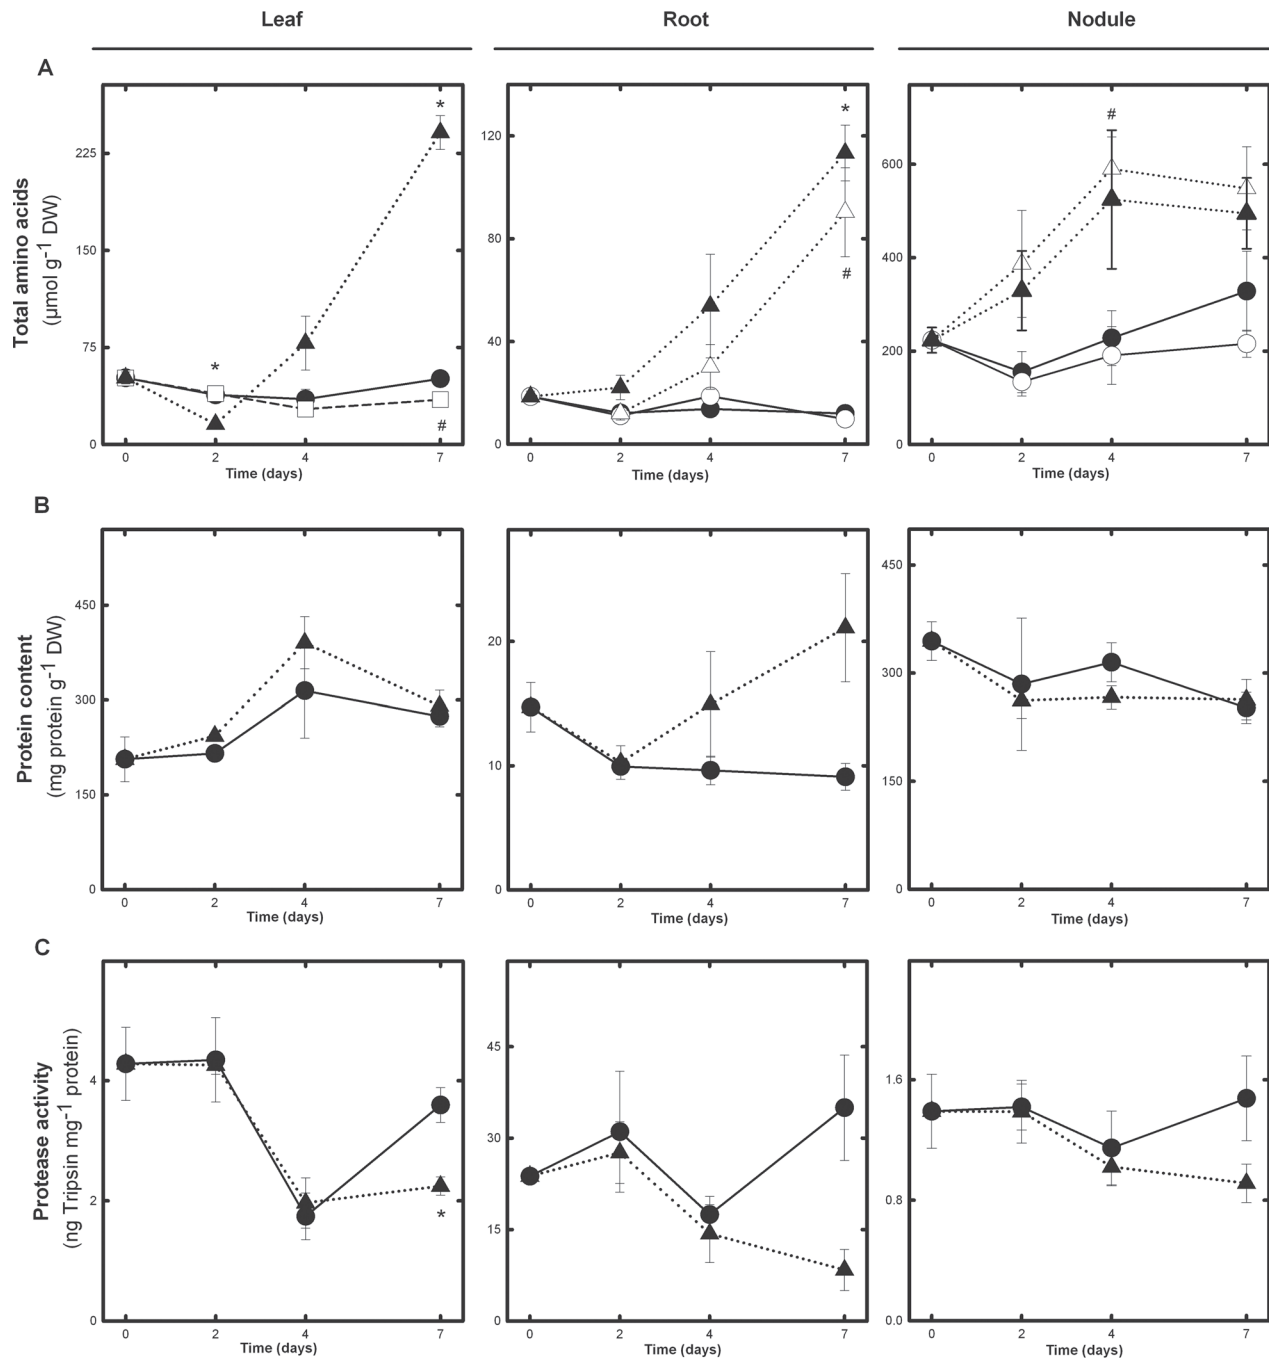 Leaf Root Nodule
A
Total amino acids
(µmol g⁻¹ DW)
225
150
75
0
* * #
0 2 4 7
Time (days)
120
80
40
0
* #
0 2 4 7
Time (days)
600
400
200
0
#
0 2 4 7
Time (days)
B
Protein content
(mg protein g⁻¹ DW)
450
300
150
0
0 2 4 7
Time (days)
20
10
0
0 2 4 7
Time (days)
450
300
150
0
0 2 4 7
Time (days)
C
Protease activity
(ng Tripsin mg⁻¹ protein)
4
2
0
*
0 2 4 7
Time (days)
45
30
15
0
0 2 4 7
Time (days)
1.6
0.8
0.0
0 2 4 7
Time (days)